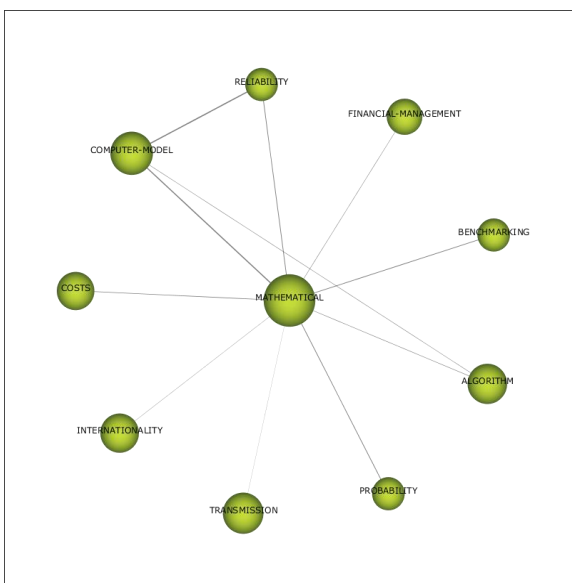 RELIABILITY
FINANCIAL-MANAGEMENT
COMPUTER-MODEL
BENCHMARKING
COSTS
MATHEMATICAL
ALGORITHM
INTERNATIONALITY
PROBABILITY
TRANSMISSION